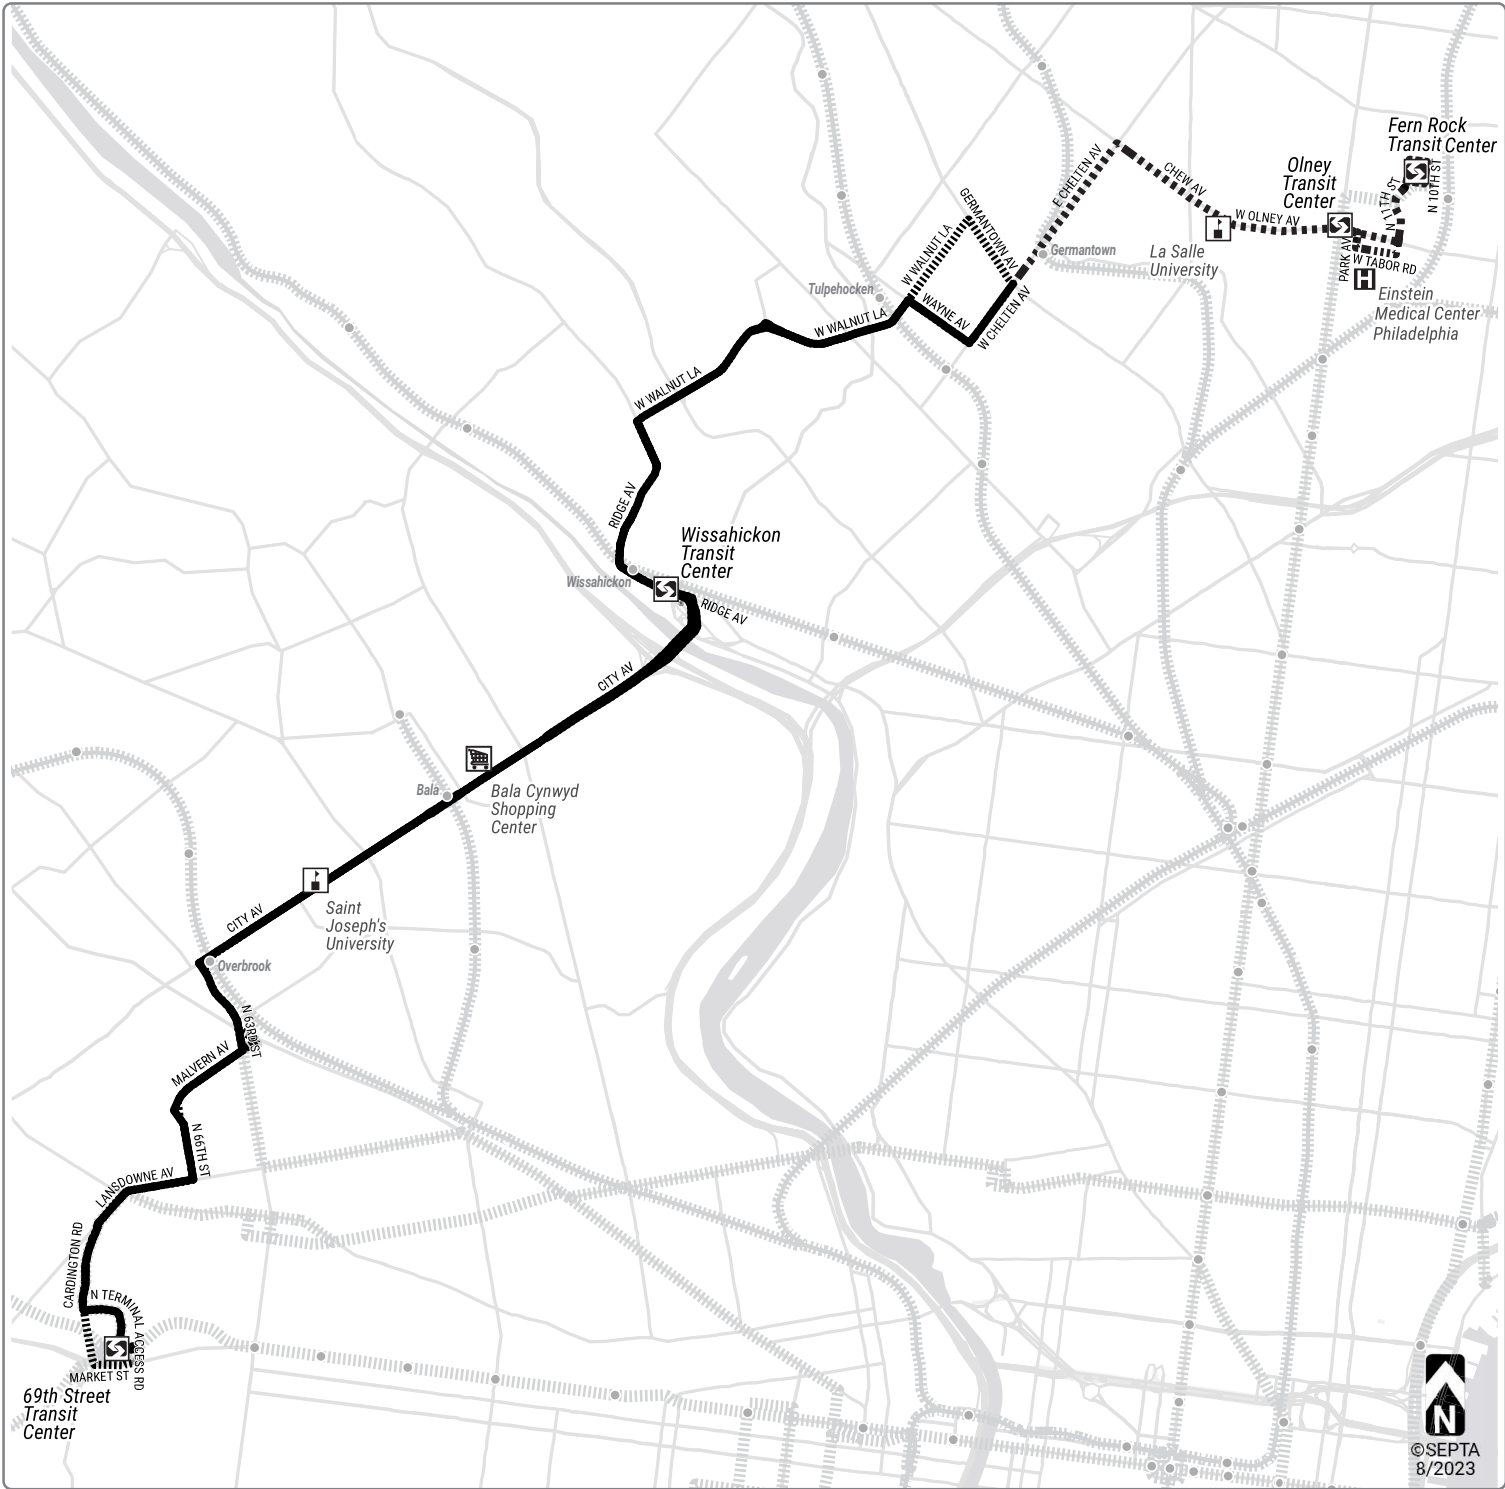 Fern Rock
Transit Center
N 10TH ST
N 11TH ST
Olney
Transit
Center
E CHELTEN AV
CHEW AV
W OLNEY AV
PARK AV
W TABOR RD
H
Einstein
Medical Center
Philadelphia
La Salle
University
Germantown
GERMANTOWN AV
W WALNUT LA
Tulpehocken
WAYNE AV
W CHELTEN AV
W WALNUT LA
W WALNUT LA
RIDGE AV
Wissahickon
Transit
Center
Wissahickon
RIDGE AV
CITY AV
Bala
Bala Cynwyd
Shopping
Center
Saint
Joseph's
University
CITY AV
Overbrook
N 63RD ST
MALVERN AV
N 66TH ST
LANSDOWNE AV
CARDINGTON RD
N TERMINAL ACCESS RD
MARKET ST
69th Street
Transit
Center
N
©SEPTA
8/2023